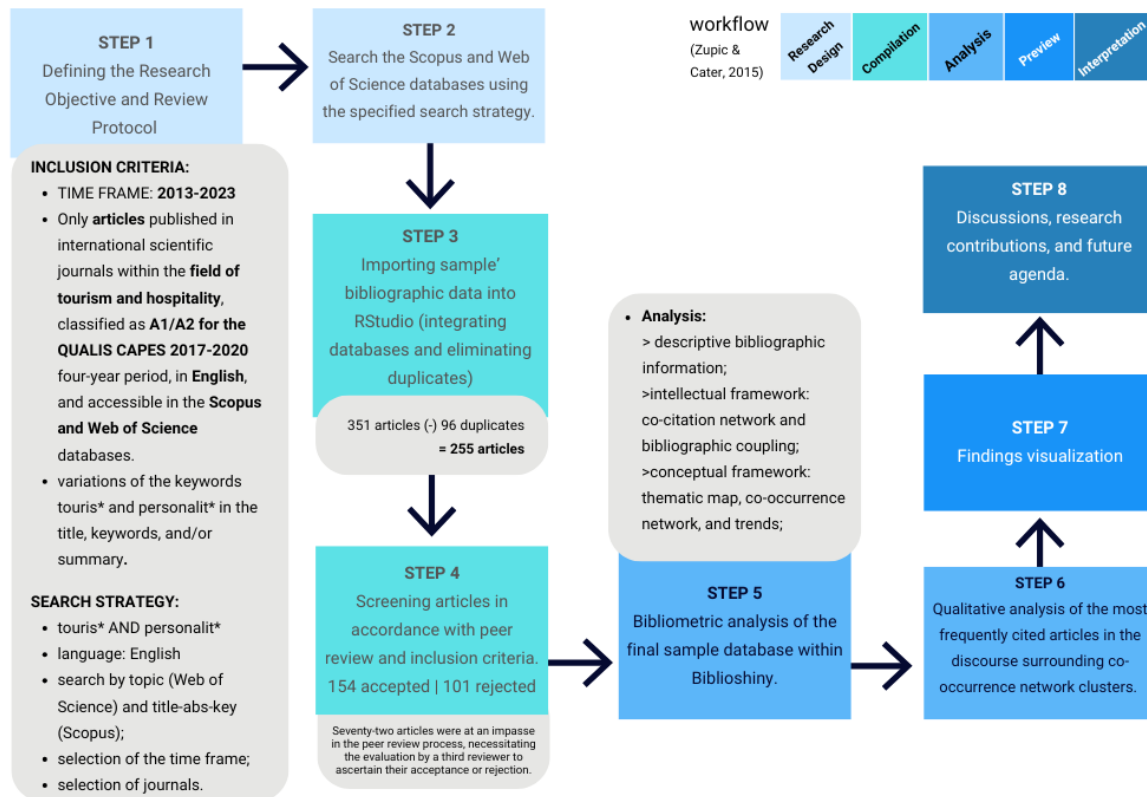 STEP 1
Defining the Research
Objective and Review
Protocol
INCLUSION CRITERIA:
• TIME FRAME: 2013-2023
• Only articles published in
international scientific
journals within the field of
tourism and hospitality,
classified as A1/A2 for the
QUALIS CAPES 2017-2020
four-year period, in English,
and accessible in the Scopus
and Web of Science
databases.
• variations of the keywords
touris* and personalit* in the
title, keywords, and/or
summary.
SEARCH STRATEGY:
• touris* AND personalit*
• language: English
• search by topic (Web of
Science) and title-abs-key
(Scopus);
• selection of the time frame;
• selection of journals.
STEP 2
Search the Scopus and Web
of Science databases using
the specified search strategy.
STEP 3
Importing sample'
bibliographic data into
RStudio (integrating
databases and eliminating
duplicates)
351 articles (-) 96 duplicates
= 255 articles
STEP 4
Screening articles in
accordance with peer
review and inclusion criteria.
154 accepted | 101 rejected
Seventy-two articles were at an impasse
in the peer review process, necessitating
the evaluation by a third reviewer to
ascertain their acceptance or rejection.
• Analysis:
> descriptive bibliographic
information;
>intellectual framework:
co-citation network and
bibliographic coupling;
>conceptual framework:
thematic map, co-occurrence
network, and trends;
STEP 5
Bibliometric analysis of the
final sample database within
Biblioshiny.
STEP 6
Qualitative analysis of the most
frequently cited articles in the
discourse surrounding co-
occurrence network clusters.
STEP 7
Findings visualization
STEP 8
Discussions, research
contributions, and future
agenda.
workflow
(Zupic &
Cater, 2015)
Research
Design
Compilation
Analysis
Preview
Interpretation